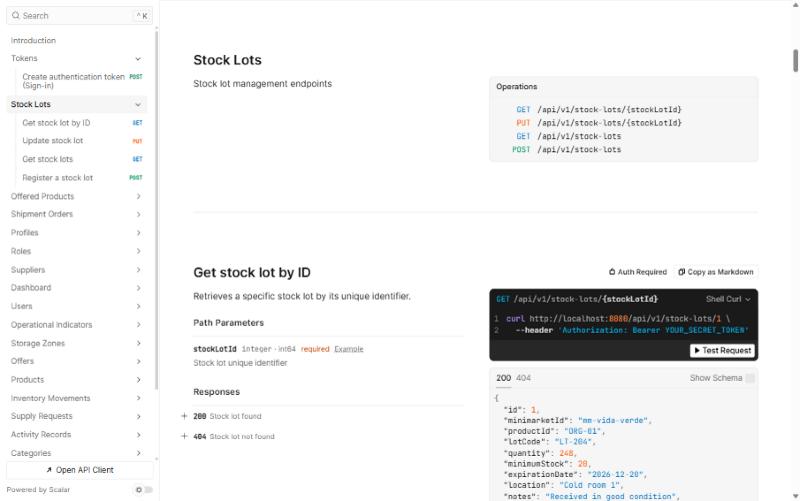 Search
^ K
Introduction
Tokens
Create authentication token (Sign-in) POST
Stock Lots
Get stock lot by ID GET
Update stock lot PUT
Get stock lots GET
Register a stock lot POST
Offered Products
Shipment Orders
Profiles
Roles
Suppliers
Dashboard
Users
Operational Indicators
Storage Zones
Offers
Products
Inventory Movements
Supply Requests
Activity Records
Categories
Open API Client
Powered by Scalar
Stock Lots
Stock lot management endpoints
Operations
GET /api/v1/stock-lots/{stockLotId}
PUT /api/v1/stock-lots/{stockLotId}
GET /api/v1/stock-lots
POST /api/v1/stock-lots
Get stock lot by ID
Auth Required
Copy as Markdown
Retrieves a specific stock lot by its unique identifier.
Path Parameters
stockLotId integer · int64 required Example
Stock lot unique identifier
Responses
200 Stock lot found
404 Stock lot not found
GET /api/v1/stock-lots/{stockLotId}
Shell Curl
1 curl http://localhost:8080/api/v1/stock-lots/1 \
2 --header 'Authorization: Bearer YOUR_SECRET_TOKEN'
Test Request
200 404
Show Schema
{
"id": 1,
"minimarketId": "mm-vida-verde",
"productId": "ORG-01",
"lotCode": "LT-204",
"quantity": 248,
"minimumStock": 20,
"expirationDate": "2026-12-20",
"location": "Cold room 1",
"notes": "Received in good condition",